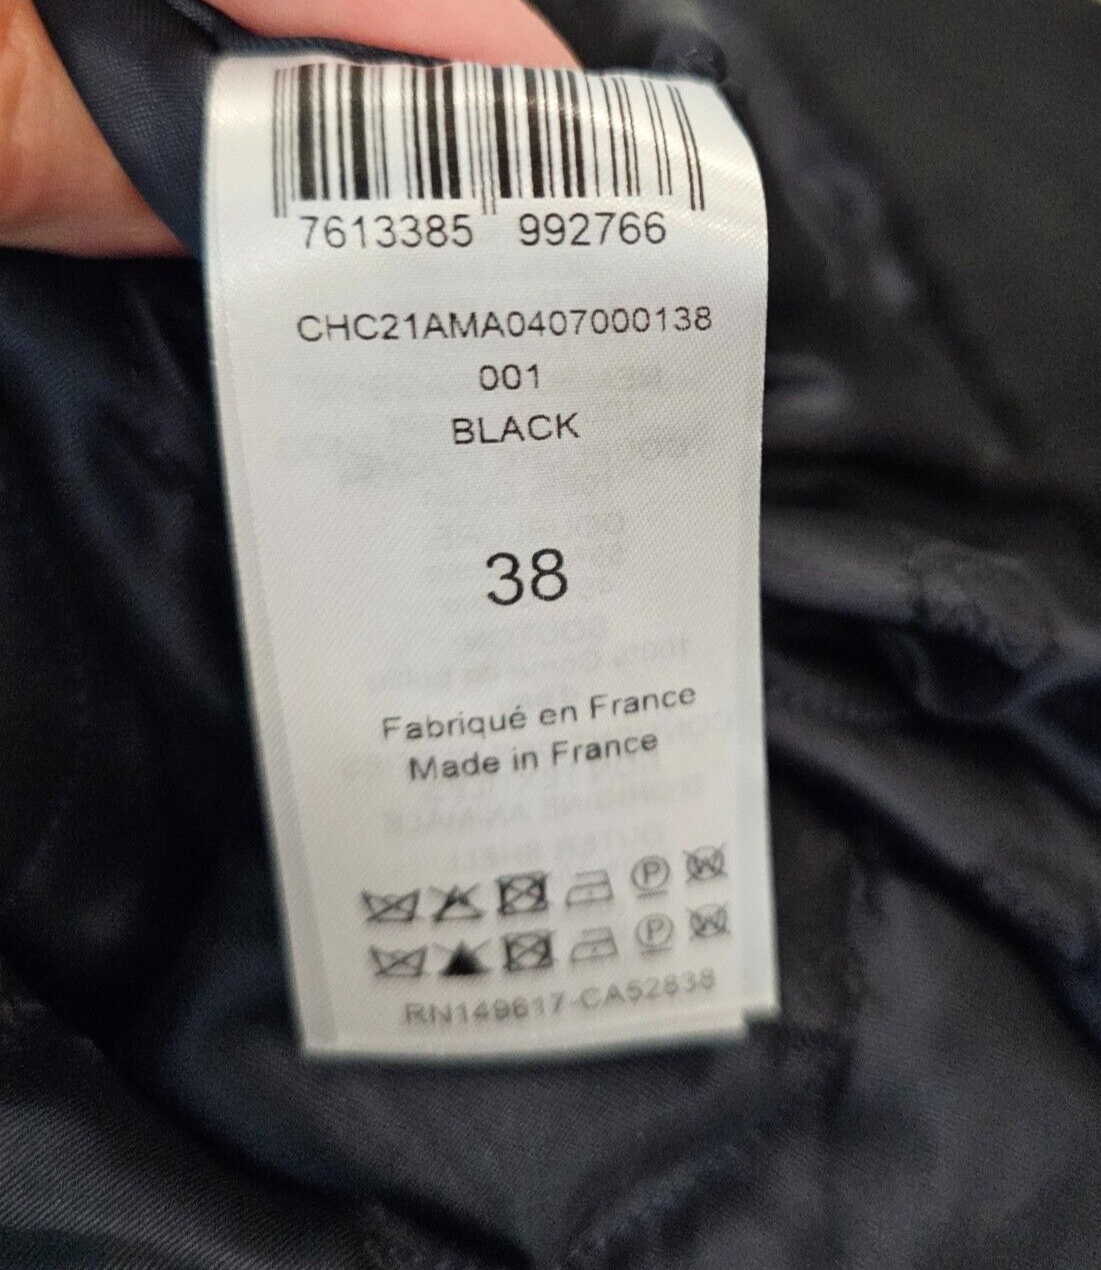 7613385 992766
CHC21AMA0407000138
001
BLACK
38
Fabriqué en France
Made in France
P
W
P
W
RN149617-CA52838